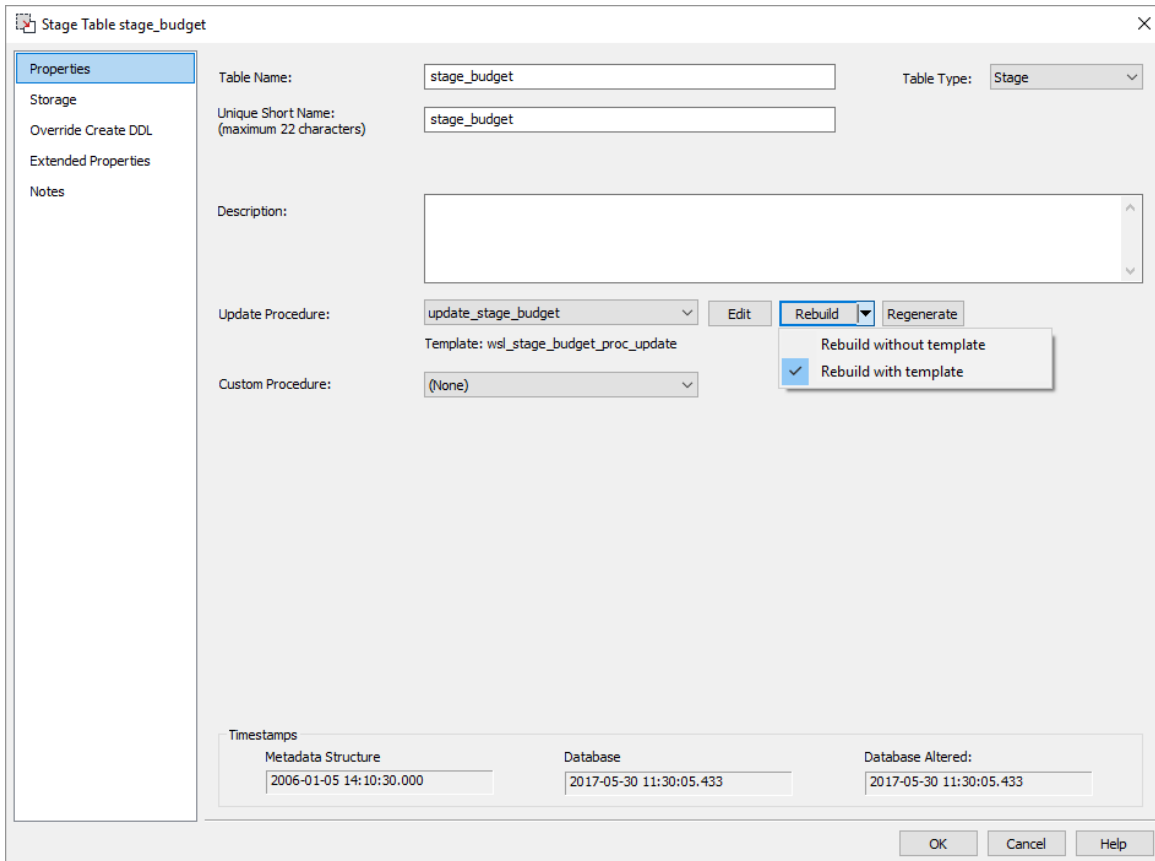 Stage Table stage_budget
Properties
Storage
Override Create DDL
Extended Properties
Notes
Table Name:
stage_budget
Table Type:
Stage
Unique Short Name:
(maximum 22 characters)
stage_budget
Description:
Update Procedure:
update_stage_budget
Edit
Rebuild
Regenerate
Template: wsl_stage_budget_proc_update
Rebuild without template
Rebuild with template
Custom Procedure:
(None)
Timestamps
Metadata Structure
Database
Database Altered:
2006-01-05 14:10:30.000
2017-05-30 11:30:05.433
2017-05-30 11:30:05.433
OK
Cancel
Help